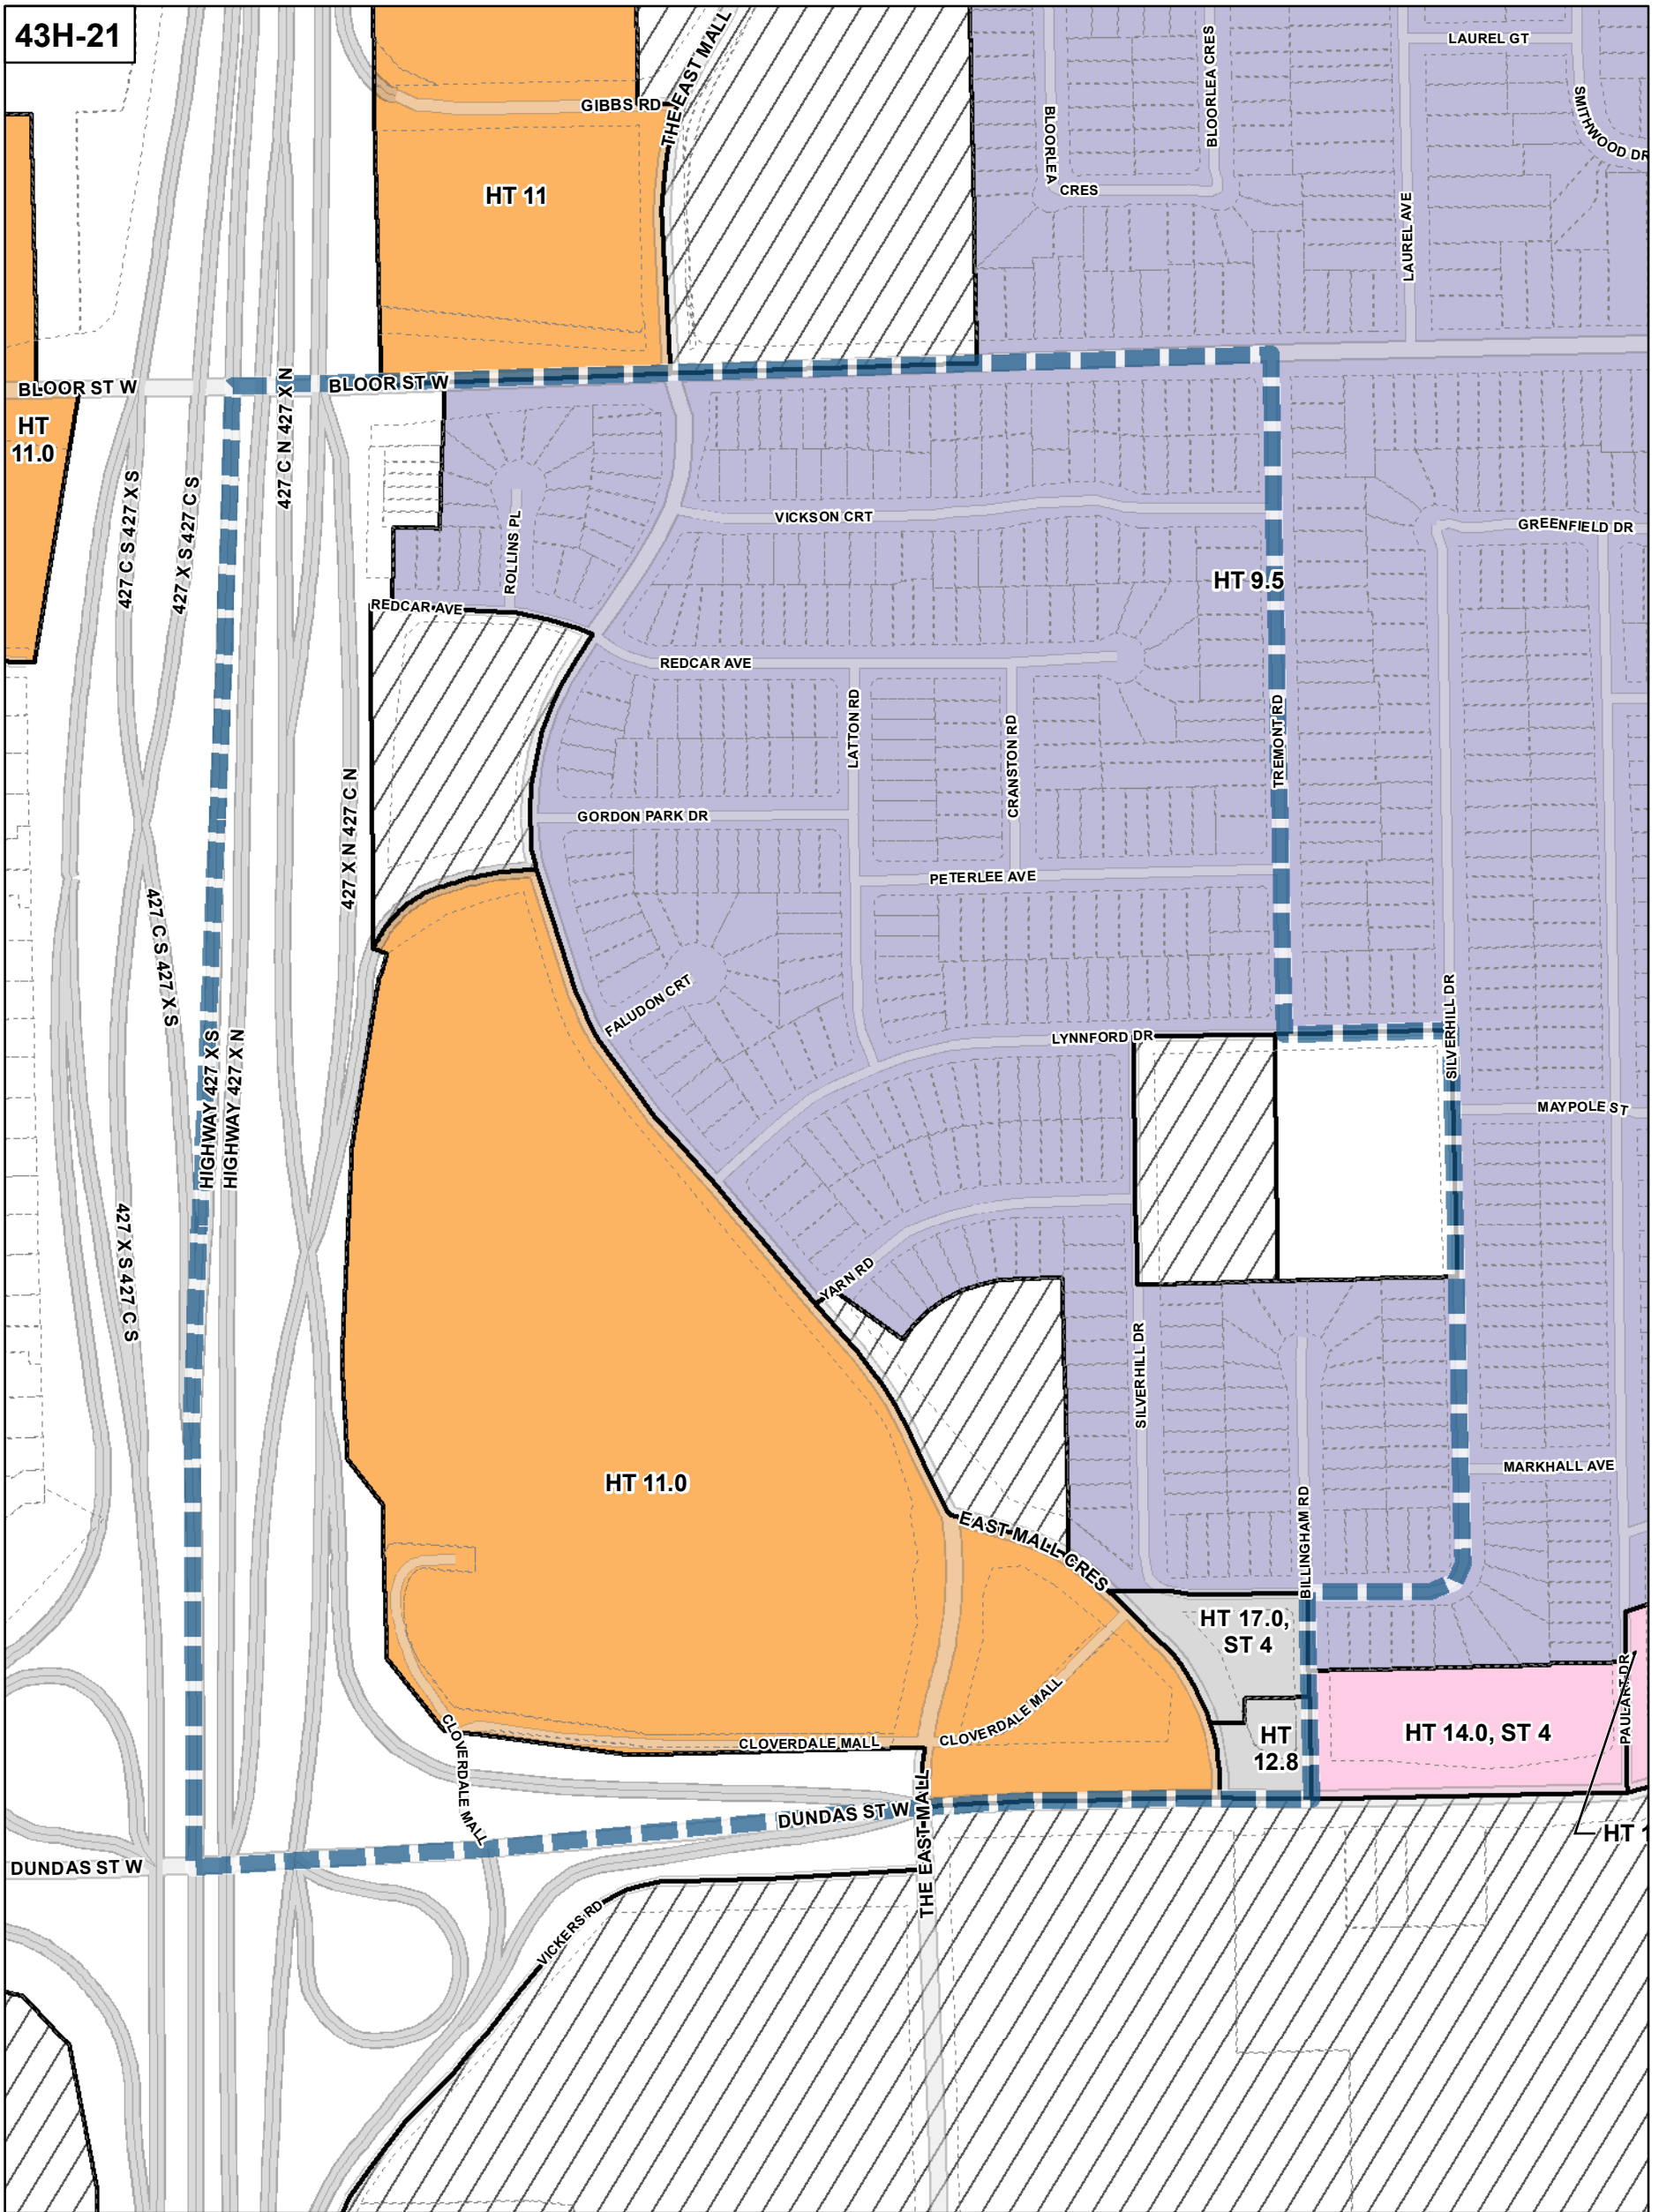 43H-21
THE EAST MALL
BLOORLEA CRES
LAUREL GT
SMITHWOOD DR
GIBBS RD
BLOORLEA
CRES
HT 11
LAUREL AVE
BLOOR ST W
BLOOR ST W
427 C N 427 X N
HT
11.0
427 C S 427 X S
427 X S 427 C S
VICKSON CRT
GREENFIELD DR
ROLLINS PL
HT 9.5
REDCAR AVE
REDCAR AVE
LATTON RD
CRANSTON RD
TREMONT RD
427 X N 427 C N
GORDON PARK DR
PETERLEE AVE
427 C S 427 X S
FALUDON CRT
LYNNFORD DR
SILVERHILL DR
HIGHWAY 427 X S
HIGHWAY 427 X N
MAYPOLE ST
427 X S 427 C S
YARN RD
SILVERHILL DR
HT 11.0
MARKHALL AVE
BILLINGHAM RD
EAST MALL CRES
HT 17.0,
ST 4
CLOVERDALE MALL
PAULART DR
HT 14.0, ST 4
HT
12.8
CLOVERDALE MALL
CLOVERDALE MALL
THE EAST MALL
DUNDAS ST W
HT 1
DUNDAS ST W
VICKERS RD